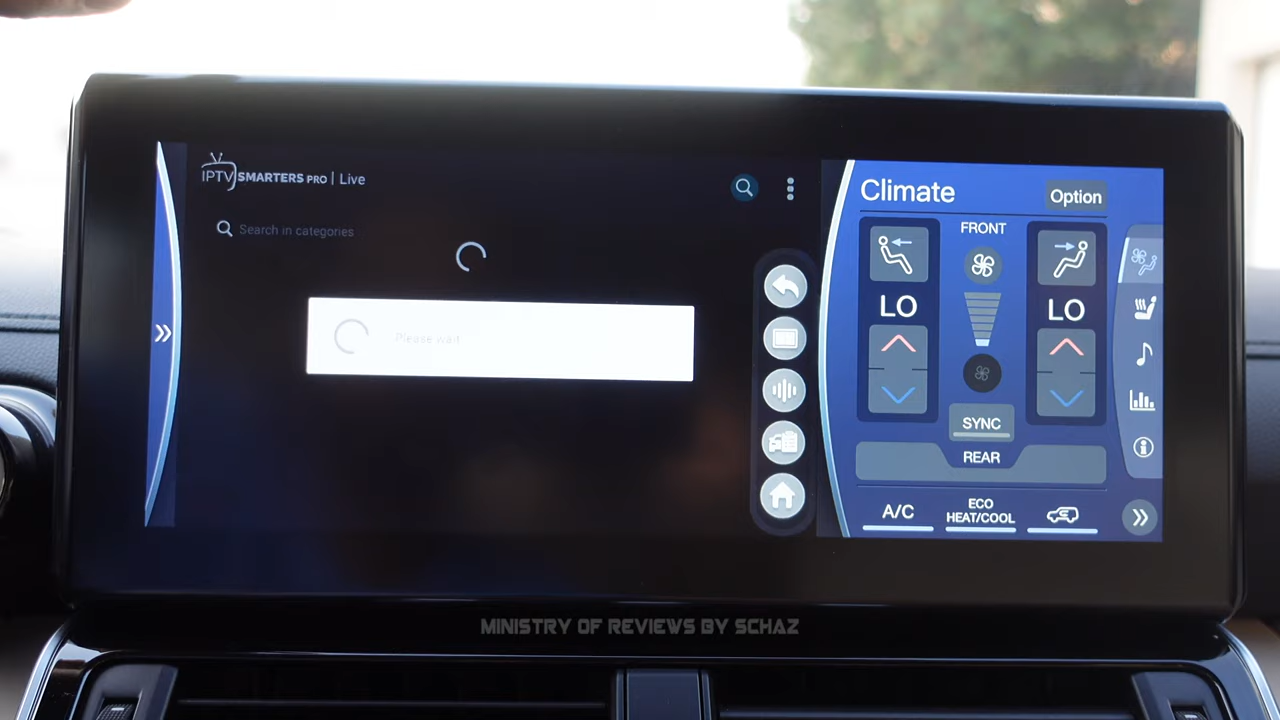 IPTV SMARTERS PRO | Live
Search in categories
Please wait
Climate
Option
FRONT
LO
LO
SYNC
REAR
A/C
ECO
HEAT/COOL
MINISTRY OF REVIEWS BY SCHAZ